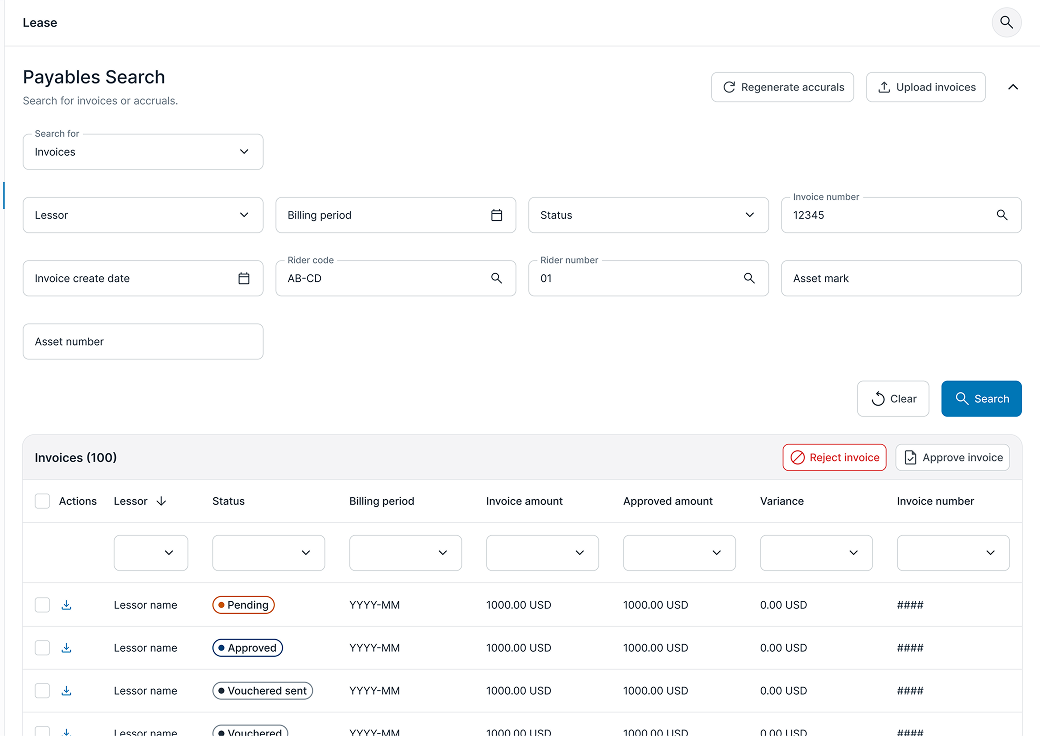 Lease
Payables Search
Search for invoices or accruals.
Regenerate accurals
Upload invoices
Search for
Invoices
Lessor
Billing period
Status
Invoice number
12345
Invoice create date
Rider code
AB-CD
Rider number
01
Asset mark
Asset number
Clear
Search
Invoices (100)
Reject invoice
Approve invoice
Actions Lessor Status Billing period Invoice amount Approved amount Variance Invoice number
Lessor name Pending YYYY-MM 1000.00 USD 1000.00 USD 0.00 USD ####
Lessor name Approved YYYY-MM 1000.00 USD 1000.00 USD 0.00 USD ####
Lessor name Vouchered sent YYYY-MM 1000.00 USD 1000.00 USD 0.00 USD ####
Lessor name Vouchered YYYY-MM 1000.00 USD 1000.00 USD 0.00 USD ####